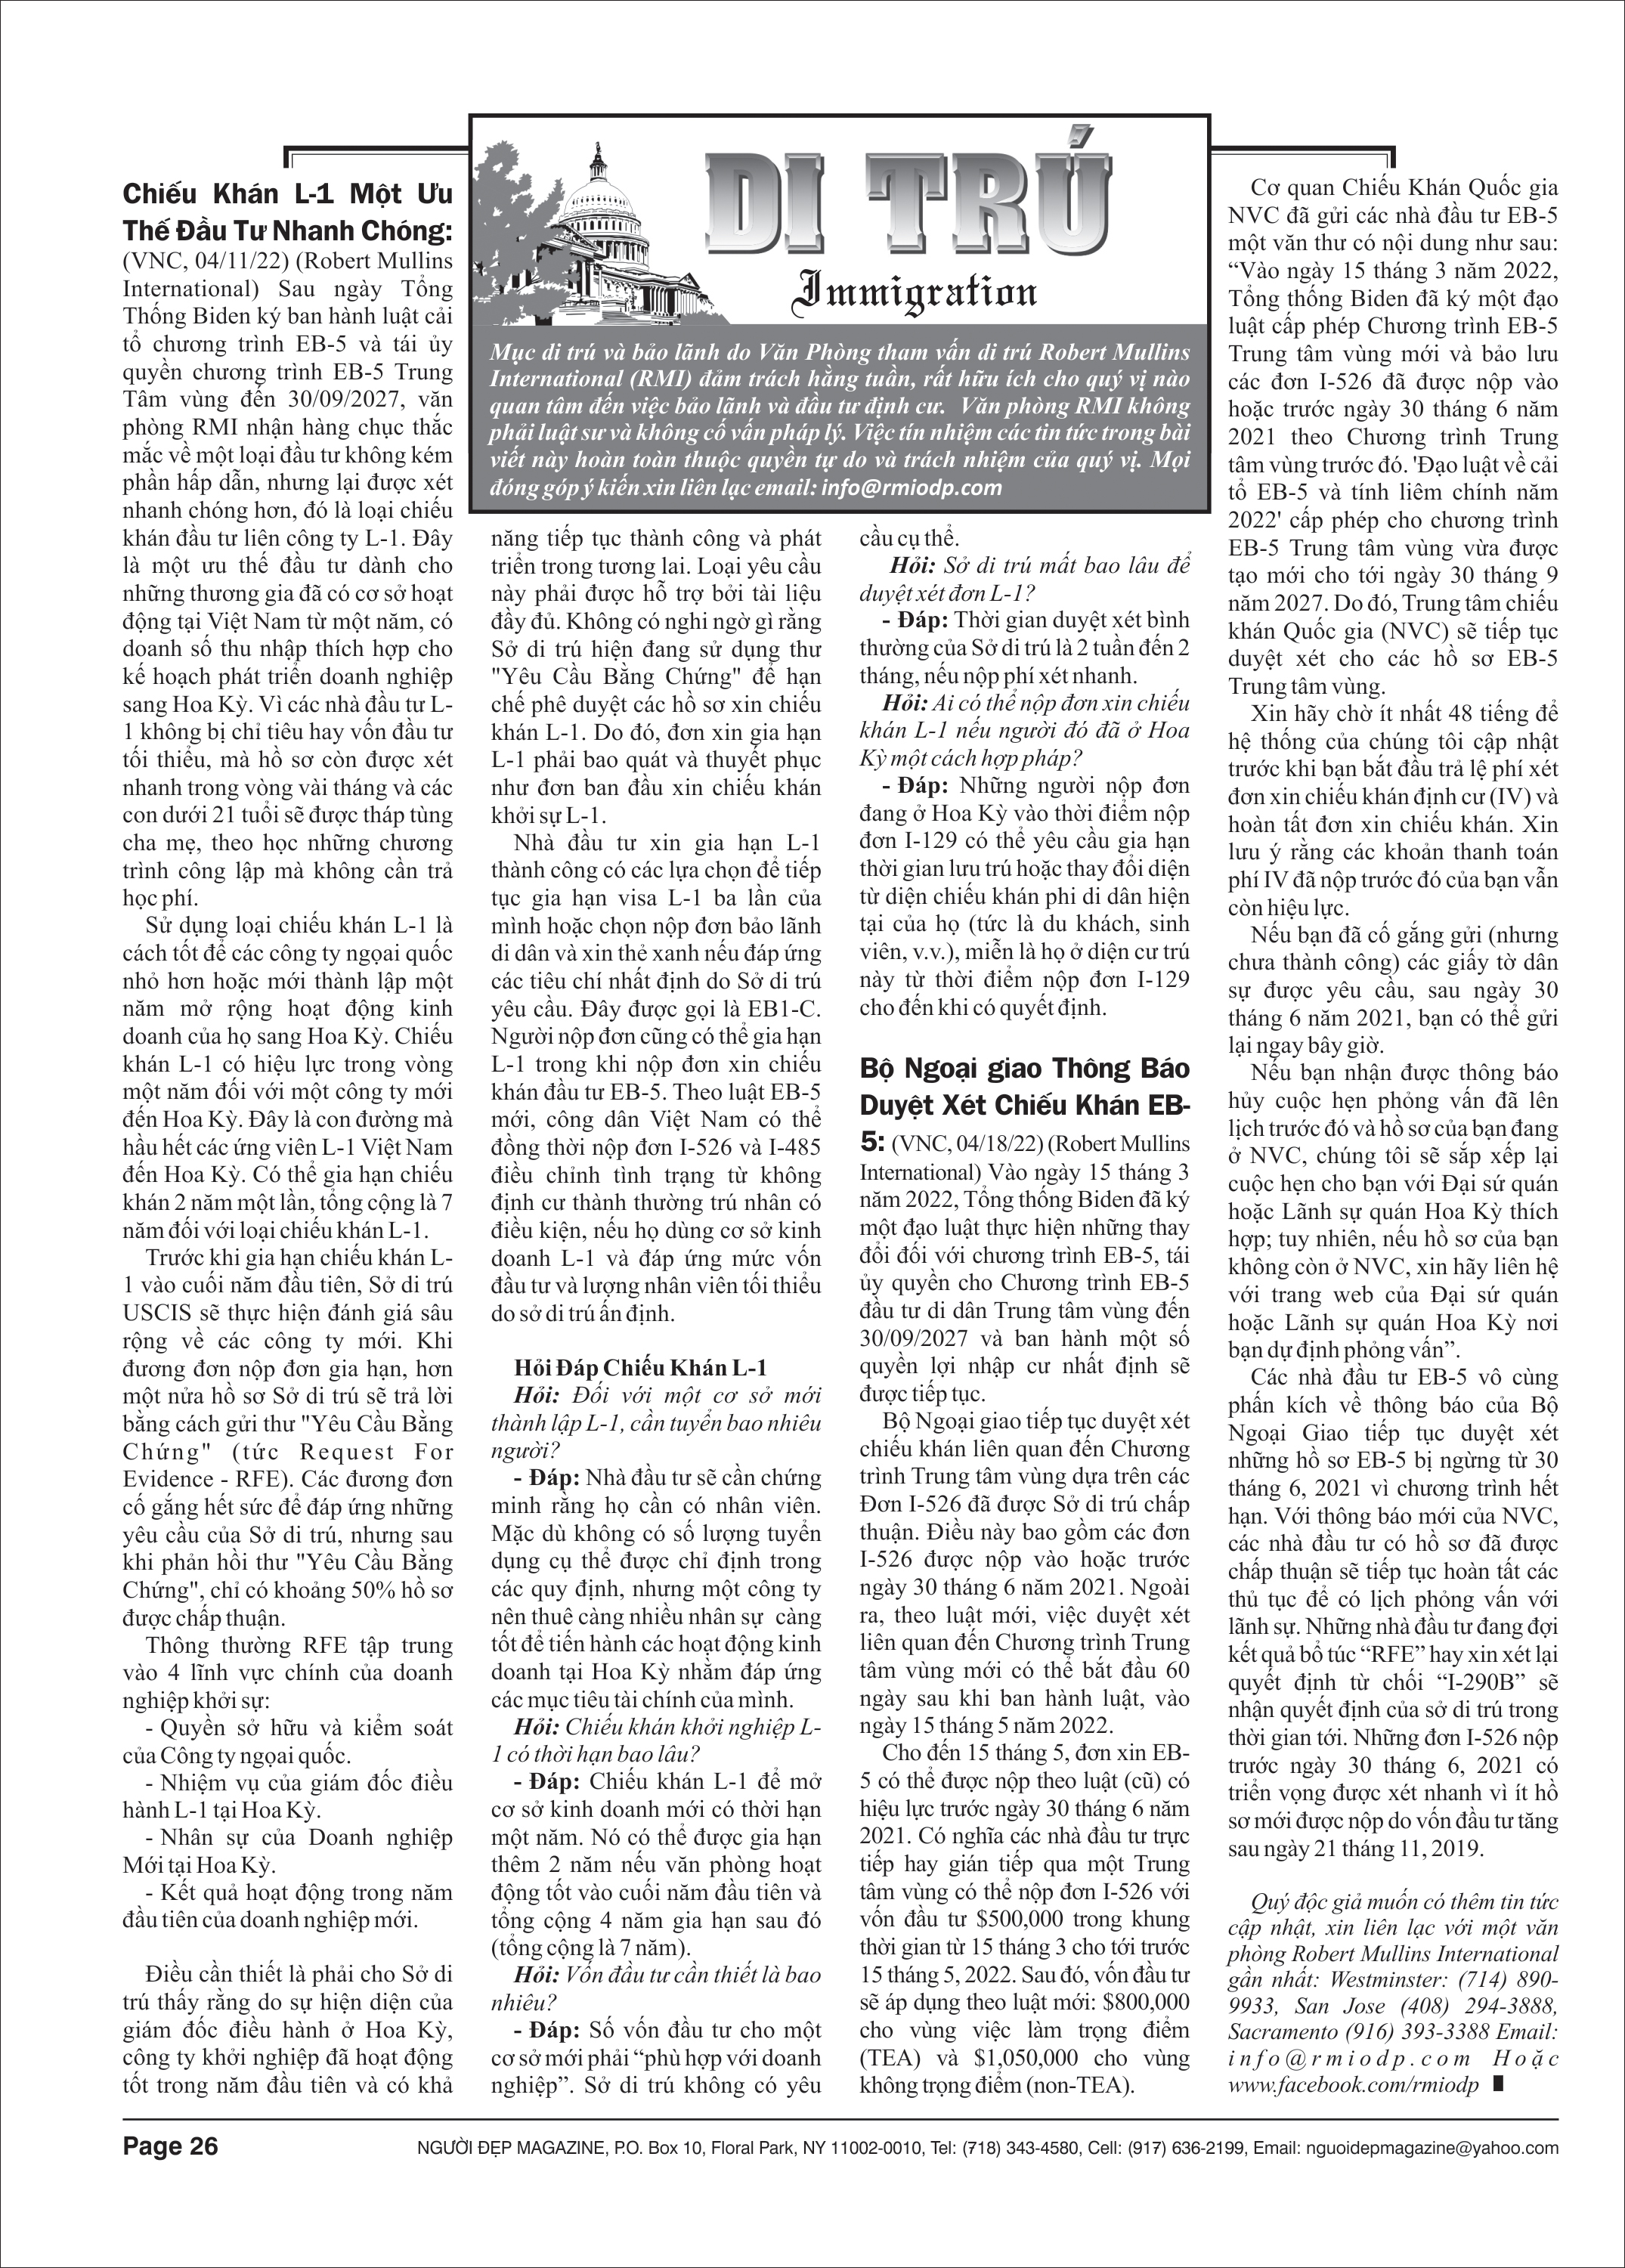 DI TRÚ
Immigration
Mục di trú và bảo lãnh do Văn Phòng tham vấn di trú Robert Mullins
International (RMI) đảm trách hằng tuần, rất hữu ích cho quý vị nào
quan tâm đến việc bảo lãnh và đầu tư định cư. Văn phòng RMI không
phải luật sư và không cố vấn pháp lý. Việc tín nhiệm các tin tức trong bài
viết này hoàn toàn thuộc quyền tự do và trách nhiệm của quý vị. Mọi
đóng góp ý kiến xin liên lạc email: info@rmiodp.com
Chiếu Khán L-1 Một Ưu
Thế Đầu Tư Nhanh Chóng:
(VNC, 04/11/22) (Robert Mullins
International) Sau ngày Tổng
Thống Biden ký ban hành luật cải
tổ chương trình EB-5 và tái ủy
quyền chương trình EB-5 Trung
Tâm vùng đến 30/09/2027, văn
phòng RMI nhận hàng chục thắc
mắc về một loại đầu tư không kém
phần hấp dẫn, nhưng lại được xét
nhanh chóng hơn, đó là loại chiếu
khán đầu tư liên công ty L-1. Đây
là một ưu thế đầu tư dành cho
những thương gia đã có cơ sở hoạt
động tại Việt Nam từ một năm, có
doanh số thu nhập thích hợp cho
kế hoạch phát triển doanh nghiệp
sang Hoa Kỳ. Vì các nhà đầu tư L-
1 không bị chỉ tiêu hay vốn đầu tư
tối thiểu, mà hồ sơ còn được xét
nhanh trong vòng vài tháng và các
con dưới 21 tuổi sẽ được tháp tùng
cha mẹ, theo học những chương
trình công lập mà không cần trả
học phí.
Sử dụng loại chiếu khán L-1 là
cách tốt để các công ty ngoại quốc
nhỏ hơn hoặc mới thành lập một
năm mở rộng hoạt động kinh
doanh của họ sang Hoa Kỳ. Chiếu
khán L-1 có hiệu lực trong vòng
một năm đối với một công ty mới
đến Hoa Kỳ. Đây là con đường mà
hầu hết các ứng viên L-1 Việt Nam
đến Hoa Kỳ. Có thể gia hạn chiếu
khán 2 năm một lần, tổng cộng là 7
năm đối với loại chiếu khán L-1.
Trước khi gia hạn chiếu khán L-
1 vào cuối năm đầu tiên, Sở di trú
USCIS sẽ thực hiện đánh giá sâu
rộng về các công ty mới. Khi
đương đơn nộp đơn gia hạn, hơn
một nửa hồ sơ Sở di trú sẽ trả lời
bằng cách gửi thư "Yêu Cầu Bằng
Chứng" (tức Request For
Evidence - RFE). Các đương đơn
cố gắng hết sức để đáp ứng những
yêu cầu của Sở di trú, nhưng sau
khi phản hồi thư "Yêu Cầu Bằng
Chứng", chỉ có khoảng 50% hồ sơ
được chấp thuận.
Thông thường RFE tập trung
vào 4 lĩnh vực chính của doanh
nghiệp khởi sự:
- Quyền sở hữu và kiểm soát
của Công ty ngoại quốc.
- Nhiệm vụ của giám đốc điều
hành L-1 tại Hoa Kỳ.
- Nhân sự của Doanh nghiệp
Mới tại Hoa Kỳ.
- Kết quả hoạt động trong năm
đầu tiên của doanh nghiệp mới.
Điều cần thiết là phải cho Sở di
trú thấy rằng do sự hiện diện của
giám đốc điều hành ở Hoa Kỳ,
công ty khởi nghiệp đã hoạt động
tốt trong năm đầu tiên và có khả
năng tiếp tục thành công và phát
triển trong tương lai. Loại yêu cầu
này phải được hỗ trợ bởi tài liệu
đầy đủ. Không có nghi ngờ gì rằng
Sở di trú hiện đang sử dụng thư
"Yêu Cầu Bằng Chứng" để hạn
chế phê duyệt các hồ sơ xin chiếu
khán L-1. Do đó, đơn xin gia hạn
L-1 phải bao quát và thuyết phục
như đơn ban đầu xin chiếu khán
khởi sự L-1.
Nhà đầu tư xin gia hạn L-1
thành công có các lựa chọn để tiếp
tục gia hạn visa L-1 ba lần của
mình hoặc chọn nộp đơn bảo lãnh
di dân và xin thẻ xanh nếu đáp ứng
các tiêu chí nhất định do Sở di trú
yêu cầu. Đây được gọi là EB1-C.
Người nộp đơn cũng có thể gia hạn
L-1 trong khi nộp đơn xin chiếu
khán đầu tư EB-5. Theo luật EB-5
mới, công dân Việt Nam có thể
đồng thời nộp đơn I-526 và I-485
điều chỉnh tình trạng từ không
định cư thành thường trú nhân có
điều kiện, nếu họ dùng cơ sở kinh
doanh L-1 và đáp ứng mức vốn
đầu tư và lượng nhân viên tối thiểu
do sở di trú ấn định.
Hỏi Đáp Chiếu Khán L-1
Hỏi: Đối với một cơ sở mới
thành lập L-1, cần tuyển bao nhiêu
người?
- Đáp: Nhà đầu tư sẽ cần chứng
minh rằng họ cần có nhân viên.
Mặc dù không có số lượng tuyển
dụng cụ thể được chỉ định trong
các quy định, nhưng một công ty
nên thuê càng nhiều nhân sự càng
tốt để tiến hành các hoạt động kinh
doanh tại Hoa Kỳ nhằm đáp ứng
các mục tiêu tài chính của mình.
Hỏi: Chiếu khán khởi nghiệp L-
1 có thời hạn bao lâu?
- Đáp: Chiếu khán L-1 để mở
cơ sở kinh doanh mới có thời hạn
một năm. Nó có thể được gia hạn
thêm 2 năm nếu văn phòng hoạt
động tốt vào cuối năm đầu tiên và
tổng cộng 4 năm gia hạn sau đó
(tổng cộng là 7 năm).
Hỏi: Vốn đầu tư cần thiết là bao
nhiêu?
- Đáp: Số vốn đầu tư cho một
cơ sở mới phải “phù hợp với doanh
nghiệp”. Sở di trú không có yêu
cầu cụ thể.
Hỏi: Sở di trú mất bao lâu để
duyệt xét đơn L-1?
- Đáp: Thời gian duyệt xét bình
thường của Sở di trú là 2 tuần đến 2
tháng, nếu nộp phí xét nhanh.
Hỏi: Ai có thể nộp đơn xin chiếu
khán L-1 nếu người đó đã ở Hoa
Kỳ một cách hợp pháp?
- Đáp: Những người nộp đơn
đang ở Hoa Kỳ vào thời điểm nộp
đơn I-129 có thể yêu cầu gia hạn
thời gian lưu trú hoặc thay đổi diện
từ diện chiếu khán phi di dân hiện
tại của họ (tức là du khách, sinh
viên, v.v.), miễn là họ ở diện cư trú
này từ thời điểm nộp đơn I-129
cho đến khi có quyết định.
Bộ Ngoại giao Thông Báo
Duyệt Xét Chiếu Khán EB-
5: (VNC, 04/18/22) (Robert Mullins
International) Vào ngày 15 tháng 3
năm 2022, Tổng thống Biden đã ký
một đạo luật thực hiện những thay
đổi đối với chương trình EB-5, tái
ủy quyền cho Chương trình EB-5
đầu tư di dân Trung tâm vùng đến
30/09/2027 và ban hành một số
quyền lợi nhập cư nhất định sẽ
được tiếp tục.
Bộ Ngoại giao tiếp tục duyệt xét
chiếu khán liên quan đến Chương
trình Trung tâm vùng dựa trên các
Đơn I-526 đã được Sở di trú chấp
thuận. Điều này bao gồm các đơn
I-526 được nộp vào hoặc trước
ngày 30 tháng 6 năm 2021. Ngoài
ra, theo luật mới, việc duyệt xét
liên quan đến Chương trình Trung
tâm vùng mới có thể bắt đầu 60
ngày sau khi ban hành luật, vào
ngày 15 tháng 5 năm 2022.
Cho đến 15 tháng 5, đơn xin EB-
5 có thể được nộp theo luật (cũ) có
hiệu lực trước ngày 30 tháng 6 năm
2021. Có nghĩa các nhà đầu tư trực
tiếp hay gián tiếp qua một Trung
tâm vùng có thể nộp đơn I-526 với
vốn đầu tư $500,000 trong khung
thời gian từ 15 tháng 3 cho tới trước
15 tháng 5, 2022. Sau đó, vốn đầu tư
sẽ áp dụng theo luật mới: $800,000
cho vùng việc làm trọng điểm
(TEA) và $1,050,000 cho vùng
không trọng điểm (non-TEA).
Cơ quan Chiếu Khán Quốc gia
NVC đã gửi các nhà đầu tư EB-5
một văn thư có nội dung như sau:
“Vào ngày 15 tháng 3 năm 2022,
Tổng thống Biden đã ký một đạo
luật cấp phép Chương trình EB-5
Trung tâm vùng mới và bảo lưu
các đơn I-526 đã được nộp vào
hoặc trước ngày 30 tháng 6 năm
2021 theo Chương trình Trung
tâm vùng trước đó. 'Đạo luật về cải
tổ EB-5 và tính liêm chính năm
2022' cấp phép cho chương trình
EB-5 Trung tâm vùng vừa được
tạo mới cho tới ngày 30 tháng 9
năm 2027. Do đó, Trung tâm chiếu
khán Quốc gia (NVC) sẽ tiếp tục
duyệt xét cho các hồ sơ EB-5
Trung tâm vùng.
Xin hãy chờ ít nhất 48 tiếng để
hệ thống của chúng tôi cập nhật
trước khi bạn bắt đầu trả lệ phí xét
đơn xin chiếu khán định cư (IV) và
hoàn tất đơn xin chiếu khán. Xin
lưu ý rằng các khoản thanh toán
phí IV đã nộp trước đó của bạn vẫn
còn hiệu lực.
Nếu bạn đã cố gắng gửi (nhưng
chưa thành công) các giấy tờ dân
sự được yêu cầu, sau ngày 30
tháng 6 năm 2021, bạn có thể gửi
lại ngay bây giờ.
Nếu bạn nhận được thông báo
hủy cuộc hẹn phỏng vấn đã lên
lịch trước đó và hồ sơ của bạn đang
ở NVC, chúng tôi sẽ sắp xếp lại
cuộc hẹn cho bạn với Đại sứ quán
hoặc Lãnh sự quán Hoa Kỳ thích
hợp; tuy nhiên, nếu hồ sơ của bạn
không còn ở NVC, xin hãy liên hệ
với trang web của Đại sứ quán
hoặc Lãnh sự quán Hoa Kỳ nơi
bạn dự định phỏng vấn”.
Các nhà đầu tư EB-5 vô cùng
phấn kích về thông báo của Bộ
Ngoại Giao tiếp tục duyệt xét
những hồ sơ EB-5 bị ngừng từ 30
tháng 6, 2021 vì chương trình hết
hạn. Với thông báo mới của NVC,
các nhà đầu tư có hồ sơ đã được
chấp thuận sẽ tiếp tục hoàn tất các
thủ tục để có lịch phỏng vấn với
lãnh sự. Những nhà đầu tư đang đợi
kết quả bổ túc “RFE” hay xin xét lại
quyết định từ chối “I-290B” sẽ
nhận quyết định của sở di trú trong
thời gian tới. Những đơn I-526 nộp
trước ngày 30 tháng 6, 2021 có
triển vọng được xét nhanh vì ít hồ
sơ mới được nộp do vốn đầu tư tăng
sau ngày 21 tháng 11, 2019.
Quý độc giả muốn có thêm tin tức
cập nhật, xin liên lạc với một văn
phòng Robert Mullins International
gần nhất: Westminster: (714) 890-
9933, San Jose (408) 294-3888,
Sacramento (916) 393-3388 Email:
info@rmiodp.com Hoặc
www.facebook.com/rmiodp
Page 26
NGƯỜI ĐẸP MAGAZINE, P.O. Box 10, Floral Park, NY 11002-0010, Tel: (718) 343-4580, Cell: (917) 636-2199, Email: nguoidepmagazine@yahoo.com